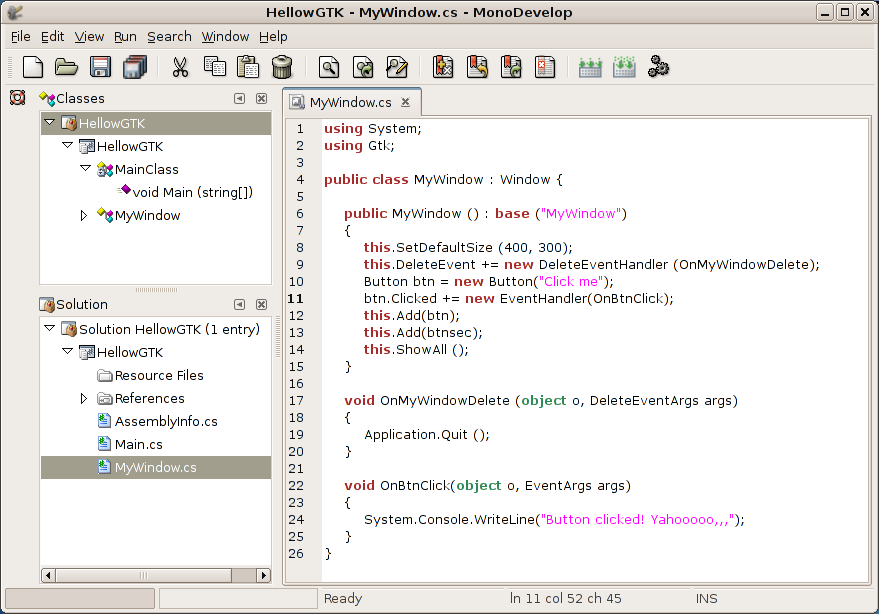 HellowGTK - MyWindow.cs - MonoDevelop
File Edit View Run Search Window Help
Classes
HellowGTK
HellowGTK
MainClass
void Main (string[])
MyWindow
Solution
Solution HellowGTK (1 entry)
HellowGTK
Resource Files
References
AssemblyInfo.cs
Main.cs
MyWindow.cs
MyWindow.cs
1 using System;
2 using Gtk;
3
4 public class MyWindow : Window {
5
6 public MyWindow () : base ("MyWindow")
7 {
8 this.SetDefaultSize (400, 300);
9 this.DeleteEvent += new DeleteEventHandler (OnMyWindowDelete);
10 Button btn = new Button("Click me");
11 btn.Clicked += new EventHandler(OnBtnClick);
12 this.Add(btn);
13 this.Add(btnsec);
14 this.ShowAll ();
15 }
16
17 void OnMyWindowDelete (object o, DeleteEventArgs args)
18 {
19 Application.Quit ();
20 }
21
22 void OnBtnClick(object o, EventArgs args)
23 {
24 System.Console.WriteLine("Button clicked! Yahooooo,,,");
25 }
26 }
Ready ln 11 col 52 ch 45 INS